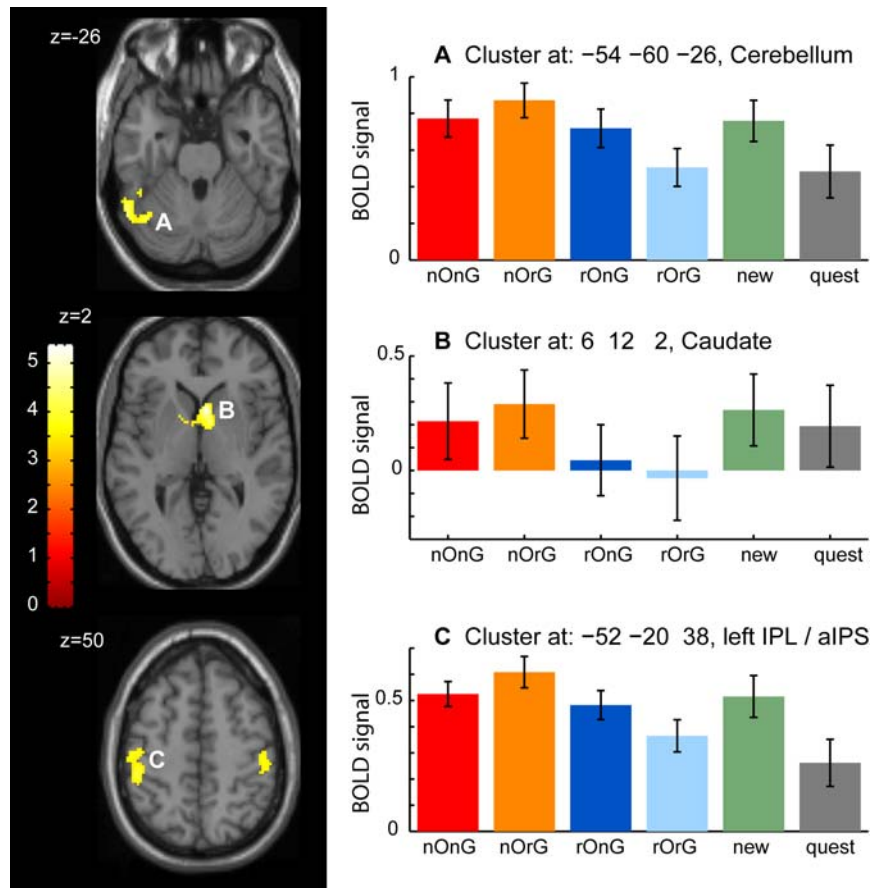 z=-26
A
z=2
5
4
3
2
1
0
B
z=50
C
A Cluster at: −54 −60 −26, Cerebellum
1
BOLD signal
0
nOnG nOrG rOnG rOrG new quest
B Cluster at: 6 12 2, Caudate
0.5
BOLD signal
0
nOnG nOrG rOnG rOrG new quest
C Cluster at: −52 −20 38, left IPL / aIPS
0.5
BOLD signal
0
nOnG nOrG rOnG rOrG new quest